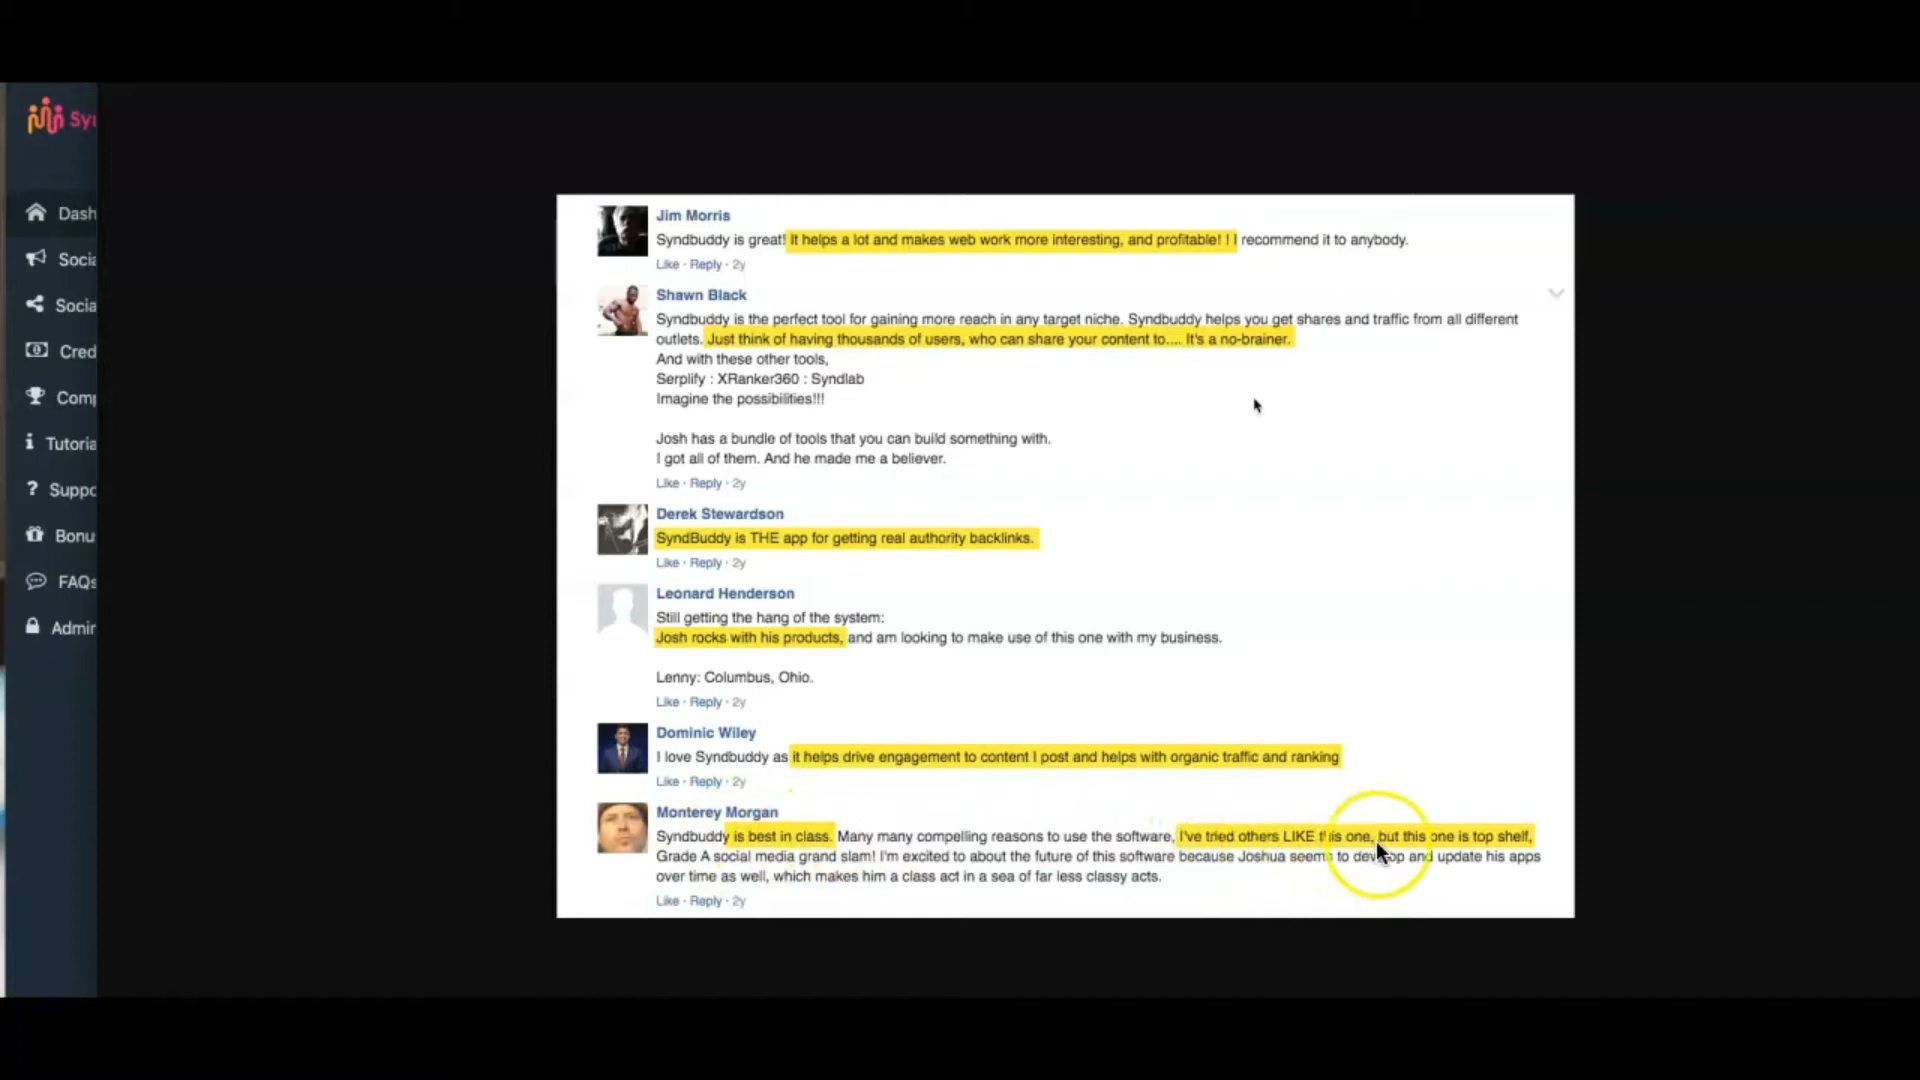 Syn
Dash
Socia
Socia
Cred
Comp
Tutoria
Suppo
Bonu
FAQs
Admin
Jim Morris
Syndbuddy is great! It helps a lot and makes web work more interesting, and profitable! ! I recommend it to anybody.
Like · Reply · 2y
Shawn Black
Syndbuddy is the perfect tool for gaining more reach in any target niche. Syndbuddy helps you get shares and traffic from all different
outlets. Just think of having thousands of users, who can share your content to.... It's a no-brainer.
And with these other tools,
Serplify : XRanker360 : Syndlab
Imagine the possibilities!!!
Josh has a bundle of tools that you can build something with.
I got all of them. And he made me a believer.
Like · Reply · 2y
Derek Stewardson
SyndBuddy is THE app for getting real authority backlinks.
Like · Reply · 2y
Leonard Henderson
Still getting the hang of the system:
Josh rocks with his products, and am looking to make use of this one with my business.
Lenny: Columbus, Ohio.
Like · Reply · 2y
Dominic Wiley
I love Syndbuddy as it helps drive engagement to content I post and helps with organic traffic and ranking
Like · Reply · 2y
Monterey Morgan
Syndbuddy is best in class. Many many compelling reasons to use the software, I've tried others LIKE this one, but this one is top shelf,
Grade A social media grand slam! I'm excited to about the future of this software because Joshua seems to develop and update his apps
over time as well, which makes him a class act in a sea of far less classy acts.
Like · Reply · 2y